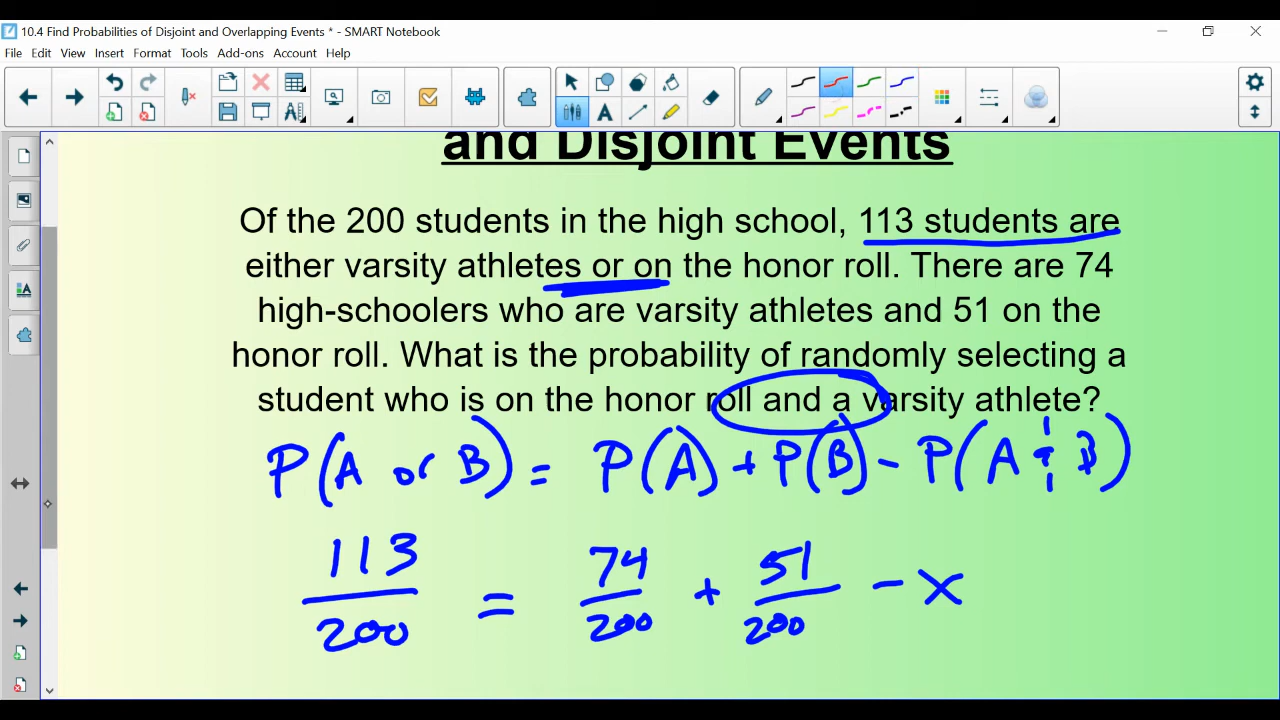 10.4 Find Probabilities of Disjoint and Overlapping Events * - SMART Notebook
File Edit View Insert Format Tools Add-ons Account Help
and Disjoint Events
Of the 200 students in the high school, 113 students are
either varsity athletes or on the honor roll. There are 74
high-schoolers who are varsity athletes and 51 on the
honor roll. What is the probability of randomly selecting a
student who is on the honor roll and a varsity athlete?
P(A or B) = P(A) + P(B) - P(A & B)
113/200 = 74/200 + 51/200 - x